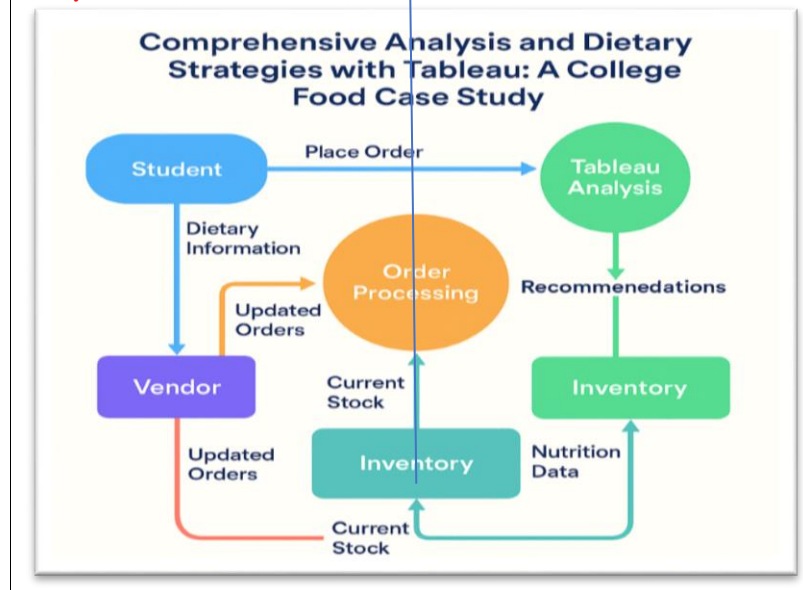 Comprehensive Analysis and Dietary
Strategies with Tableau: A College
Food Case Study
Student
Place Order
Tableau
Analysis
Dietary
Information
Order
Processing
Recommenedations
Updated
Orders
Vendor
Current
Stock
Inventory
Updated
Orders
Inventory
Nutrition
Data
Current
Stock